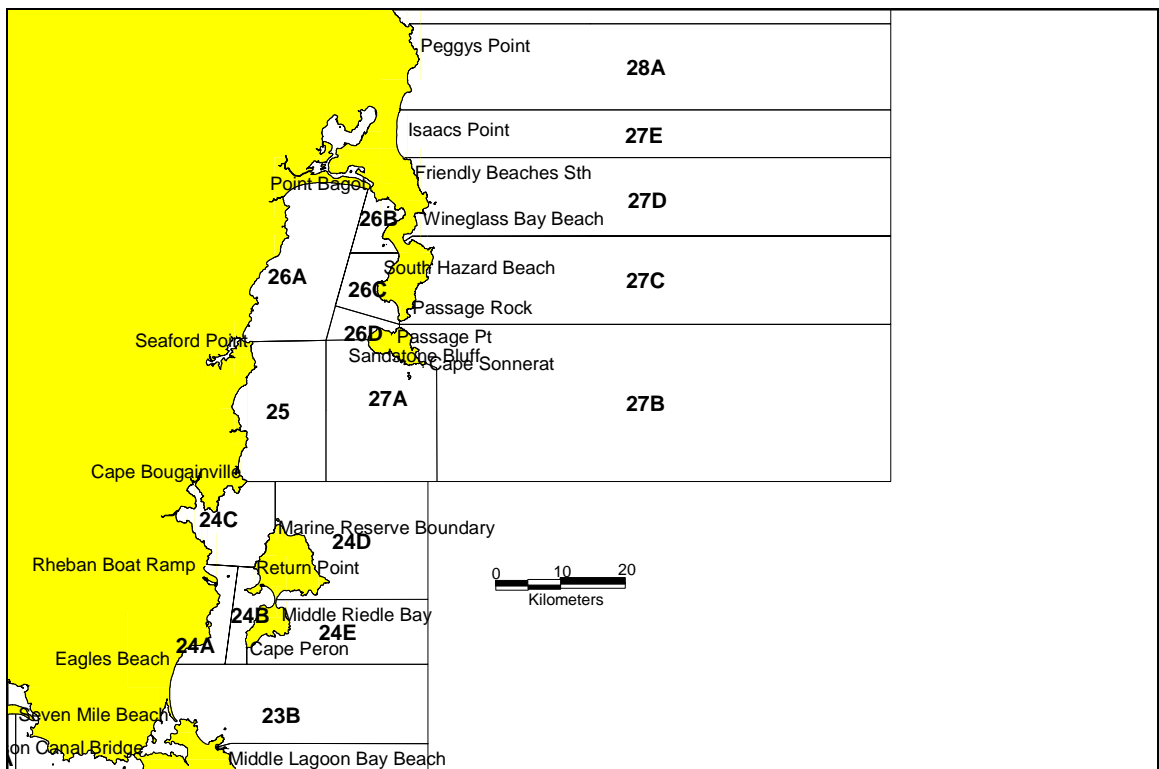 Peggys Point
28A
Isaacs Point
27E
Friendly Beaches Sth
Point Bagot
27D
26B
Wineglass Bay Beach
South Hazard Beach
26A
27C
26C
Passage Rock
26D
Passage Pt
Seaford Point
Sandstone Bluff
Cape Sonnerat
27A
27B
25
Cape Bougainville
24C
Marine Reserve Boundary
24D
Rheban Boat Ramp
Return Point
0 10 20
Kilometers
24B
Middle Riedle Bay
24E
24A
Cape Peron
Eagles Beach
Seven Mile Beach
23B
on Canal Bridge
Middle Lagoon Bay Beach